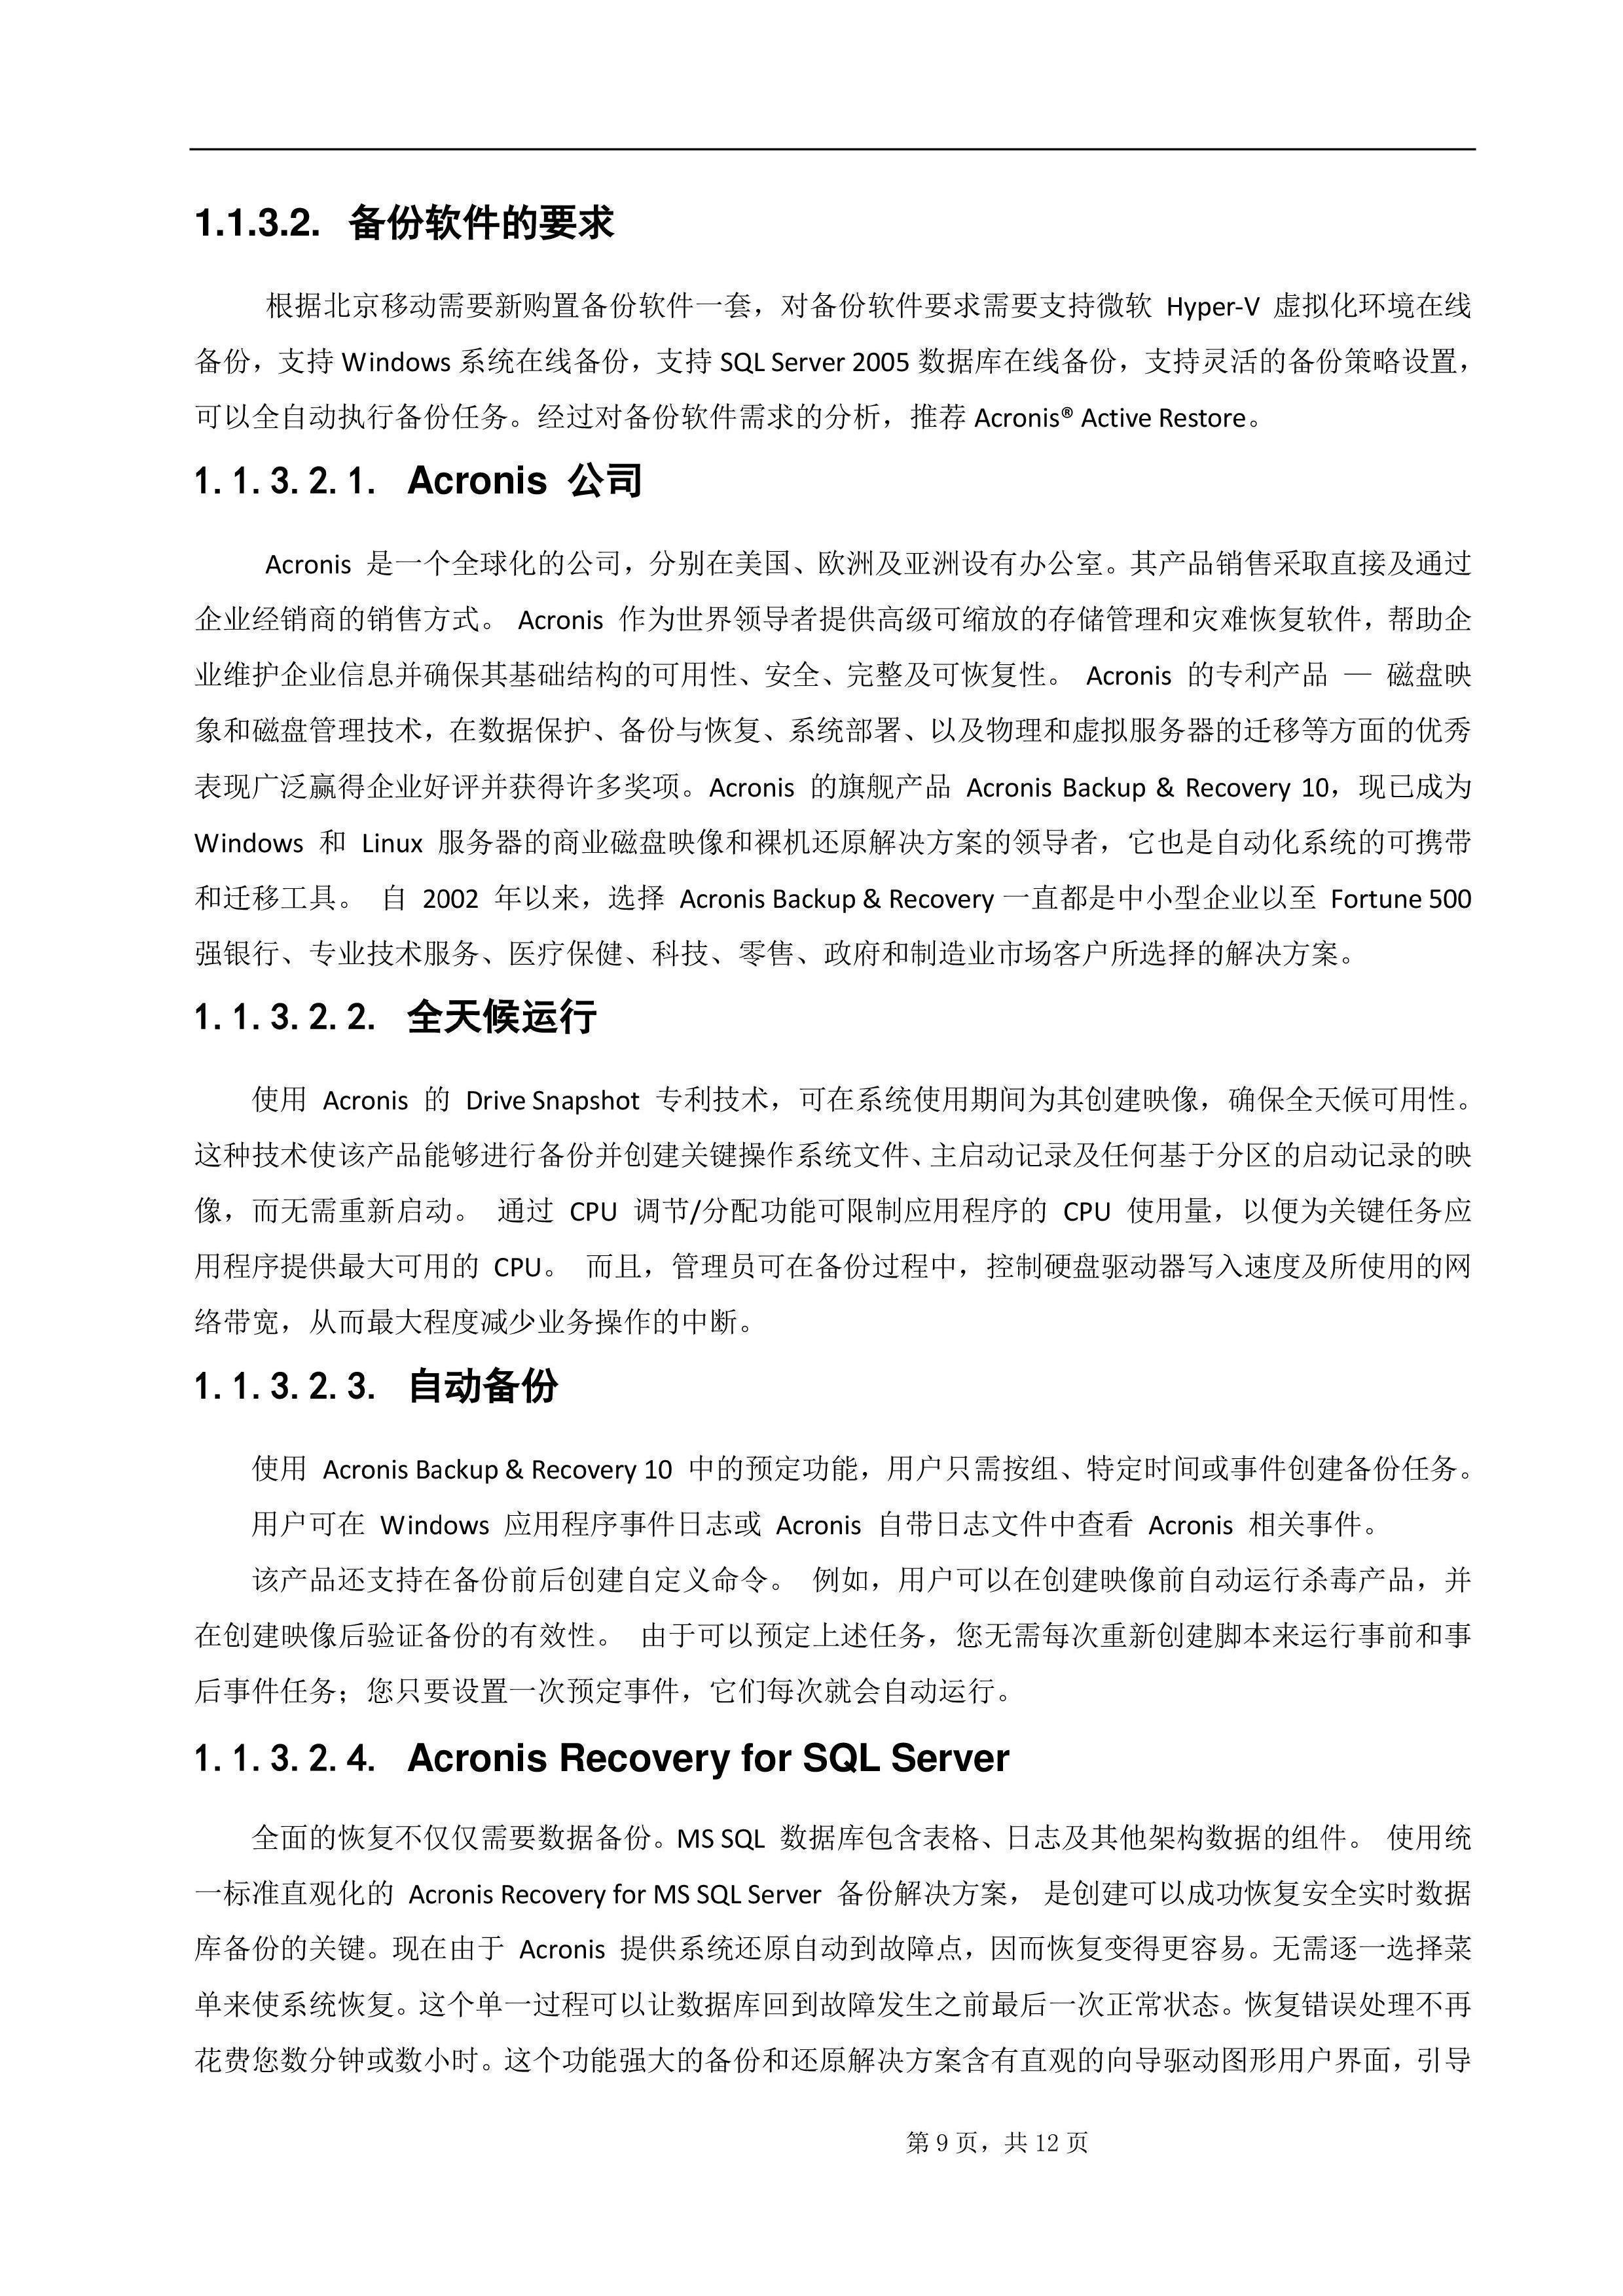 1.1.3.2. 备份软件的要求
根据北京移动需要新购置备份软件一套，对备份软件要求需要支持微软 Hyper-V 虚拟化环境在线
备份，支持 Windows 系统在线备份，支持 SQL Server 2005 数据库在线备份，支持灵活的备份策略设置，
可以全自动执行备份任务。经过对备份软件需求的分析，推荐 Acronis® Active Restore。
1.1.3.2.1. Acronis 公司
Acronis 是一个全球化的公司，分别在美国、欧洲及亚洲设有办公室。其产品销售采取直接及通过
企业经销商的销售方式。 Acronis 作为世界领导者提供高级可缩放的存储管理和灾难恢复软件，帮助企
业维护企业信息并确保其基础结构的可用性、安全、完整及可恢复性。 Acronis 的专利产品 — 磁盘映
象和磁盘管理技术，在数据保护、备份与恢复、系统部署、以及物理和虚拟服务器的迁移等方面的优秀
表现广泛赢得企业好评并获得许多奖项。Acronis 的旗舰产品 Acronis Backup & Recovery 10，现已成为
Windows 和 Linux 服务器的商业磁盘映像和裸机还原解决方案的领导者，它也是自动化系统的可携带
和迁移工具。 自 2002 年以来，选择 Acronis Backup & Recovery 一直都是中小型企业以至 Fortune 500
强银行、专业技术服务、医疗保健、科技、零售、政府和制造业市场客户所选择的解决方案。
1.1.3.2.2. 全天候运行
使用 Acronis 的 Drive Snapshot 专利技术，可在系统使用期间为其创建映像，确保全天候可用性。
这种技术使该产品能够进行备份并创建关键操作系统文件、主启动记录及任何基于分区的启动记录的映
像，而无需重新启动。 通过 CPU 调节/分配功能可限制应用程序的 CPU 使用量，以便为关键任务应
用程序提供最大可用的 CPU。 而且，管理员可在备份过程中，控制硬盘驱动器写入速度及所使用的网
络带宽，从而最大程度减少业务操作的中断。
1.1.3.2.3. 自动备份
使用 Acronis Backup & Recovery 10 中的预定功能，用户只需按组、特定时间或事件创建备份任务。
用户可在 Windows 应用程序事件日志或 Acronis 自带日志文件中查看 Acronis 相关事件。
该产品还支持在备份前后创建自定义命令。 例如，用户可以在创建映像前自动运行杀毒产品，并
在创建映像后验证备份的有效性。 由于可以预定上述任务，您无需每次重新创建脚本来运行事前和事
后事件任务；您只要设置一次预定事件，它们每次就会自动运行。
1.1.3.2.4. Acronis Recovery for SQL Server
全面的恢复不仅仅需要数据备份。MS SQL 数据库包含表格、日志及其他架构数据的组件。 使用统
一标准直观化的 Acronis Recovery for MS SQL Server 备份解决方案， 是创建可以成功恢复安全实时数据
库备份的关键。现在由于 Acronis 提供系统还原自动到故障点，因而恢复变得更容易。无需逐一选择菜
单来使系统恢复。这个单一过程可以让数据库回到故障发生之前最后一次正常状态。恢复错误处理不再
花费您数分钟或数小时。这个功能强大的备份和还原解决方案含有直观的向导驱动图形用户界面，引导
第 9 页，共 12 页